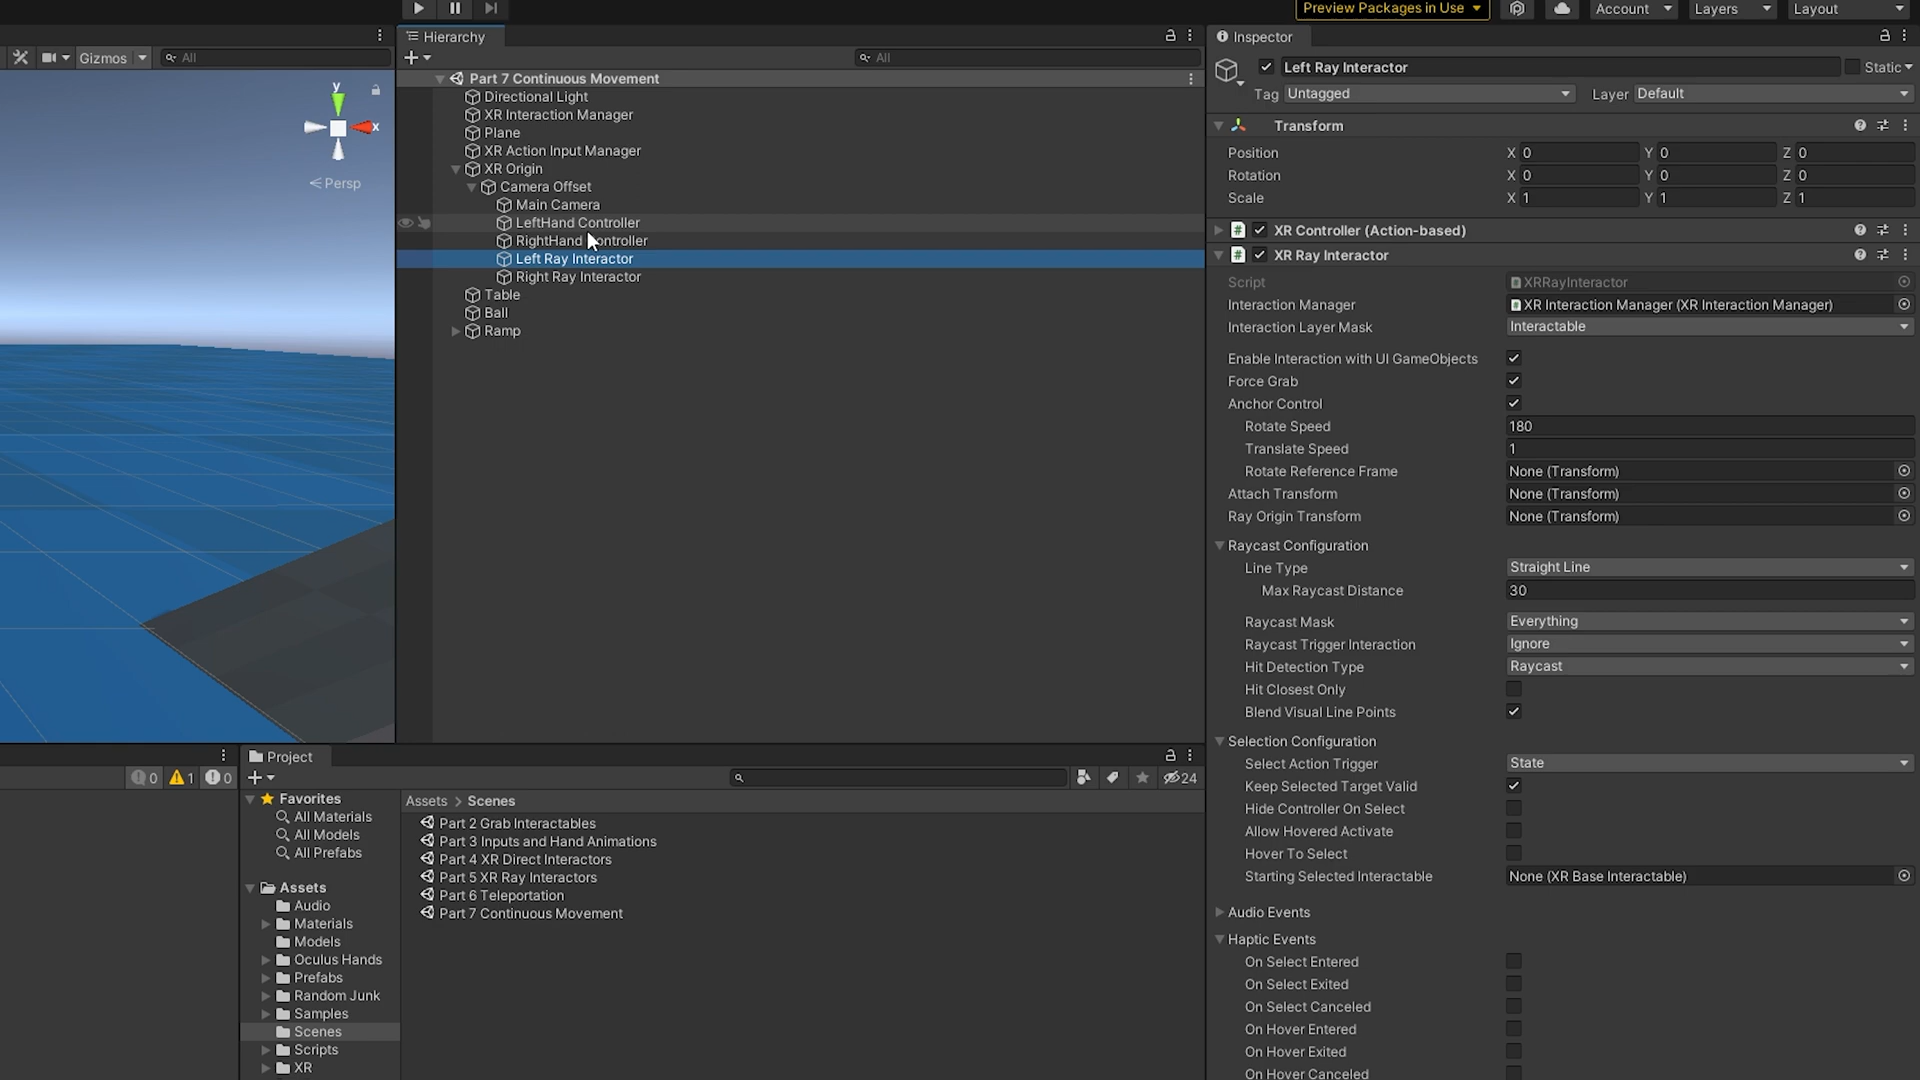 Preview Packages in Use
Account
Layers
Layout
Gizmos
All
y
x
Persp
Hierarchy
All
Part 7 Continuous Movement
Directional Light
XR Interaction Manager
Plane
XR Action Input Manager
XR Origin
Camera Offset
Main Camera
LeftHand Controller
RightHand Controller
Left Ray Interactor
Right Ray Interactor
Table
Ball
Ramp
0 1 0
Project
24
Favorites
All Materials
All Models
All Prefabs
Assets
Audio
Materials
Models
Oculus Hands
Prefabs
Random Junk
Samples
Scenes
Scripts
XR
Assets > Scenes
Part 2 Grab Interactables
Part 3 Inputs and Hand Animations
Part 4 XR Direct Interactors
Part 5 XR Ray Interactors
Part 6 Teleportation
Part 7 Continuous Movement
Inspector
Left Ray Interactor
Static
Tag Untagged Layer Default
Transform
Position X 0 Y 0 Z 0
Rotation X 0 Y 0 Z 0
Scale X 1 Y 1 Z 1
# XR Controller (Action-based)
# XR Ray Interactor
Script # XRRayInteractor
Interaction Manager # XR Interaction Manager (XR Interaction Manager)
Interaction Layer Mask Interactable
Enable Interaction with UI GameObjects
Force Grab
Anchor Control
Rotate Speed 180
Translate Speed 1
Rotate Reference Frame None (Transform)
Attach Transform None (Transform)
Ray Origin Transform None (Transform)
Raycast Configuration
Line Type Straight Line
Max Raycast Distance 30
Raycast Mask Everything
Raycast Trigger Interaction Ignore
Hit Detection Type Raycast
Hit Closest Only
Blend Visual Line Points
Selection Configuration
Select Action Trigger State
Keep Selected Target Valid
Hide Controller On Select
Allow Hovered Activate
Hover To Select
Starting Selected Interactable None (XR Base Interactable)
Audio Events
Haptic Events
On Select Entered
On Select Exited
On Select Canceled
On Hover Entered
On Hover Exited
On Hover Canceled